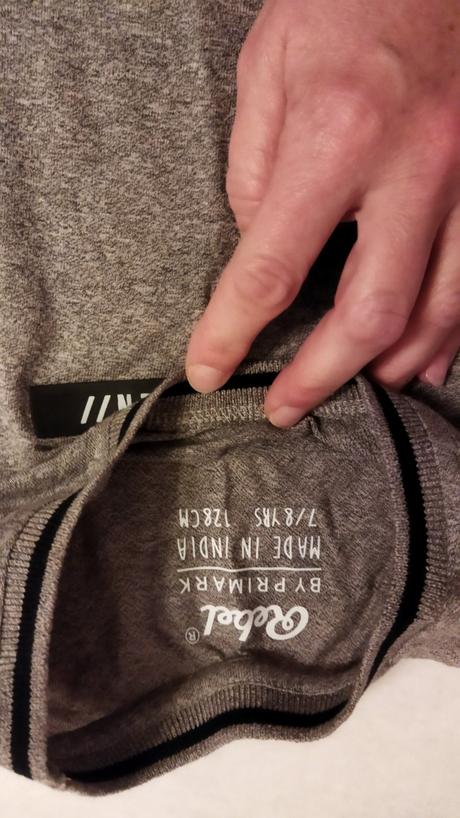 Rebel®
BY PRIMARK
MADE IN INDIA
7/8YRS 128CM